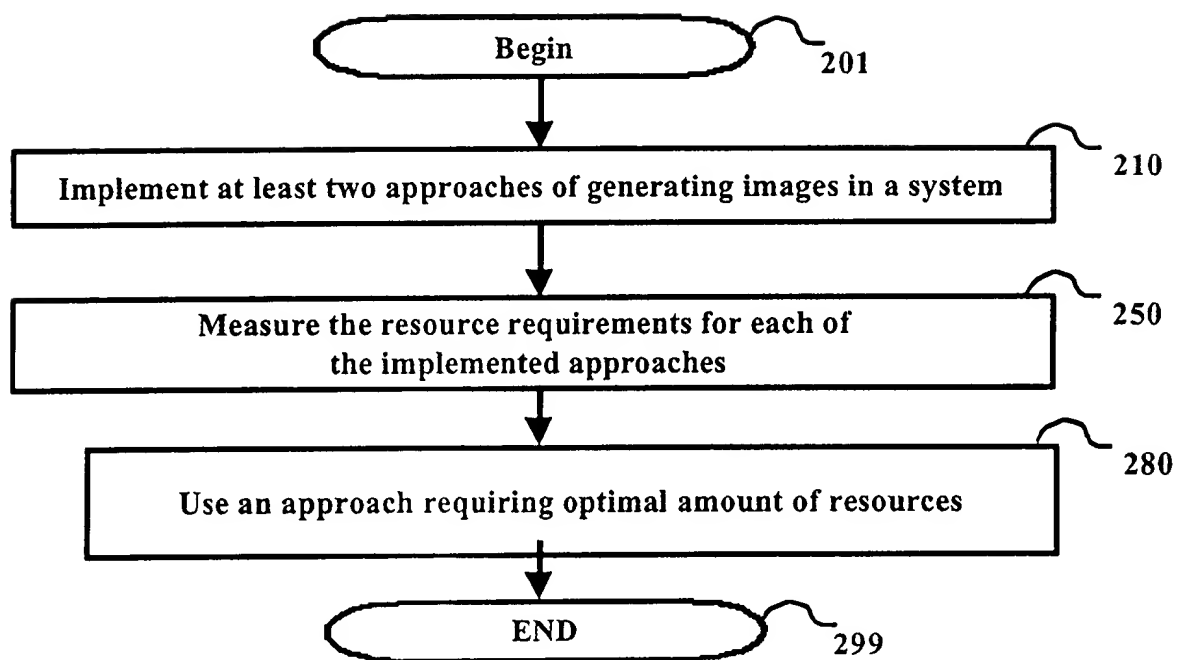 Begin
201
210
Implement at least two approaches of generating images in a system
250
Measure the resource requirements for each of
the implemented approaches
280
Use an approach requiring optimal amount of resources
END
299